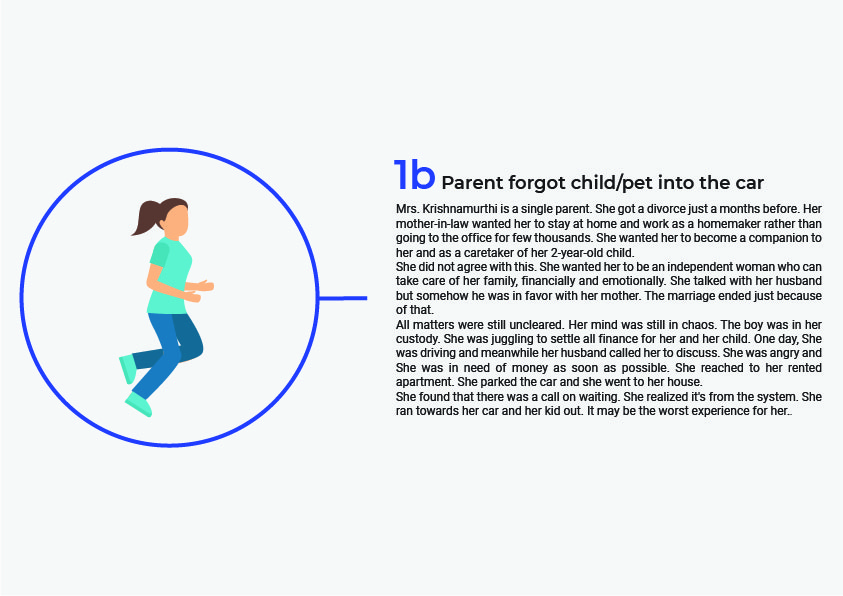 1b Parent forgot child/pet into the car
Mrs. Krishnamurthi is a single parent. She got a divorce just a months before. Her
mother-in-law wanted her to stay at home and work as a homemaker rather than
going to the office for few thousands. She wanted her to become a companion to
her and as a caretaker of her 2-year-old child.
She did not agree with this. She wanted her to be an independent woman who can
take care of her family, financially and emotionally. She talked with her husband
but somehow he was in favor with her mother. The marriage ended just because
of that.
All matters were still uncleared. Her mind was still in chaos. The boy was in her
custody. She was juggling to settle all finance for her and her child. One day, She
was driving and meanwhile her husband called her to discuss. She was angry and
She was in need of money as soon as possible. She reached to her rented
apartment. She parked the car and she went to her house.
She found that there was a call on waiting. She realized it's from the system. She
ran towards her car and her kid out. It may be the worst experience for her..